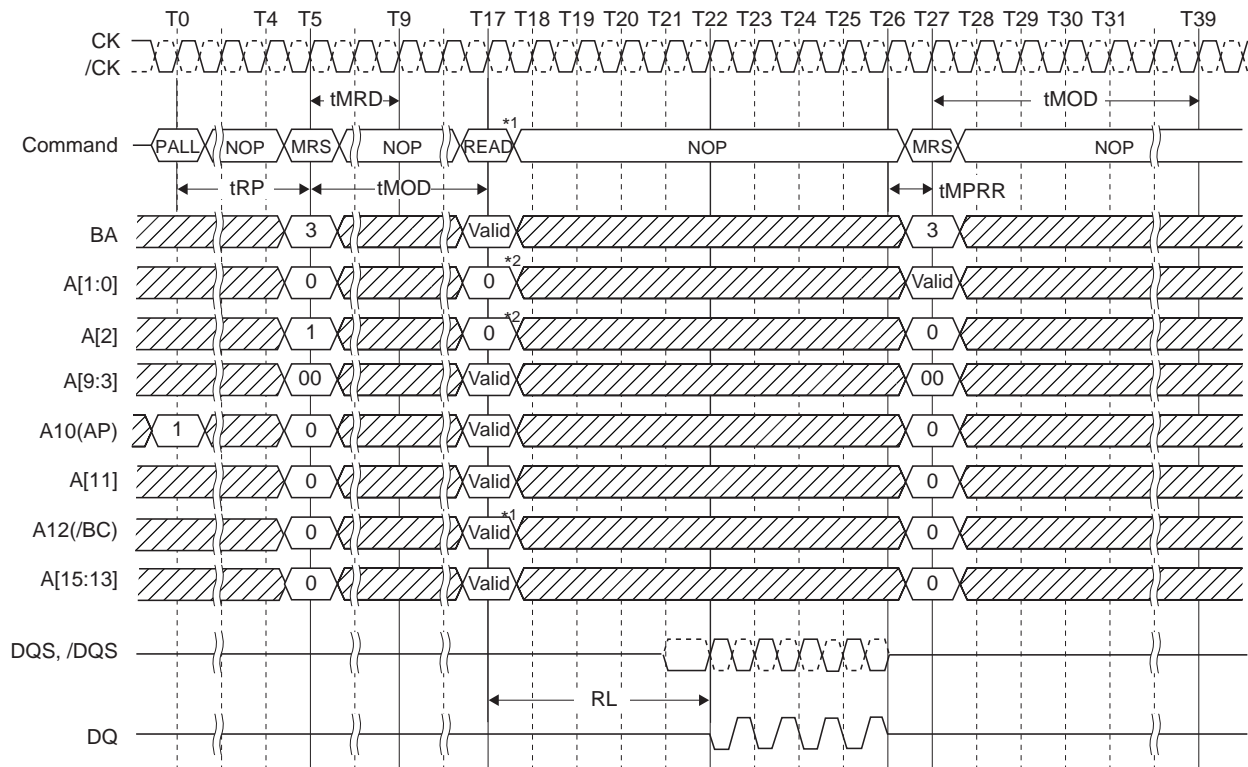 T0 T4 T5 T9 T17 T18 T19 T20 T21 T22 T23 T24 T25 T26 T27 T28 T29 T30 T31 T39
CK
/CK
tMRD tMOD
Command PALL NOP MRS NOP READ *1 NOP MRS NOP
tRP tMOD tMPRR
BA 3 Valid 3
A[1:0] 0 0 *2 Valid
A[2] 1 0 *2 0
A[9:3] 00 Valid 00
A10(AP) 1 0 Valid 0
A[11] 0 Valid 0
A12(/BC) 0 Valid *1 0
A[15:13] 0 Valid 0
DQS, /DQS
RL
DQ